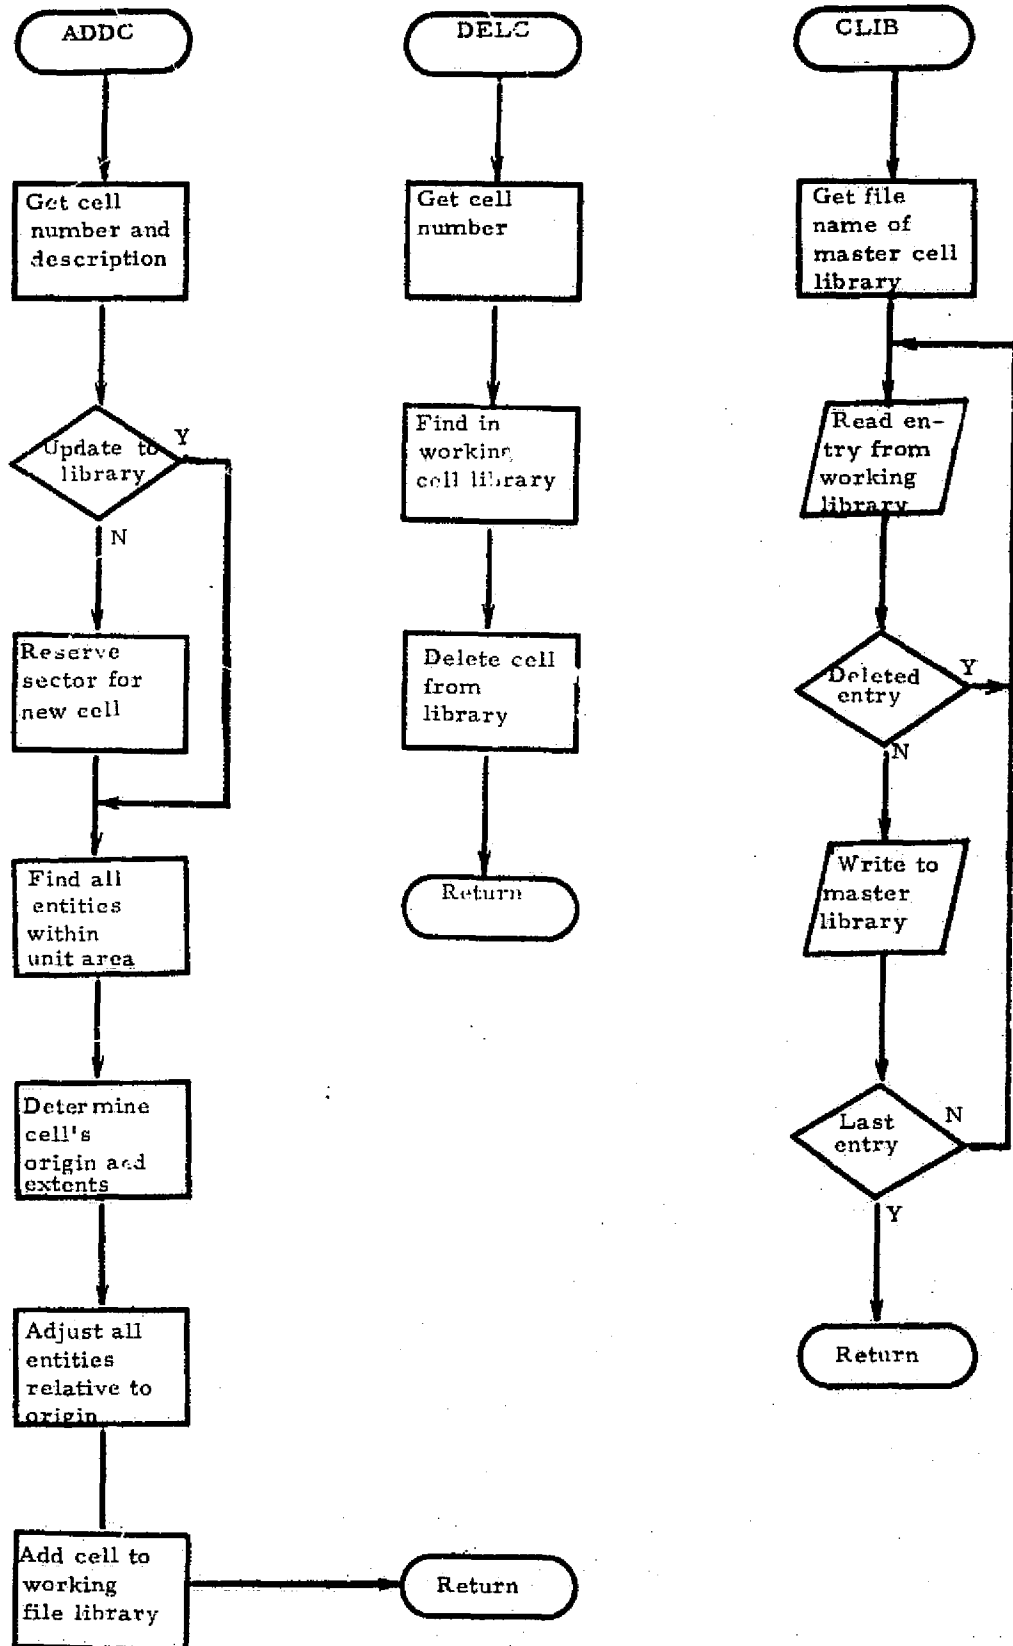 ADDC
Get cell
number and
description
Update to
library
Y
N
Reserve
sector for
new cell
Find all
entities
within
unit area
Determine
cell's
origin and
extents
Adjust all
entities
relative to
origin
Add cell to
working
file library
Return
DELC
Get cell
number
Find in
working
cell library
Delete cell
from
library
Return
CLIB
Get file
name of
master cell
library
Read en-
try from
working
library
Deleted
entry
Y
N
Write to
master
library
Last
entry
N
Y
Return